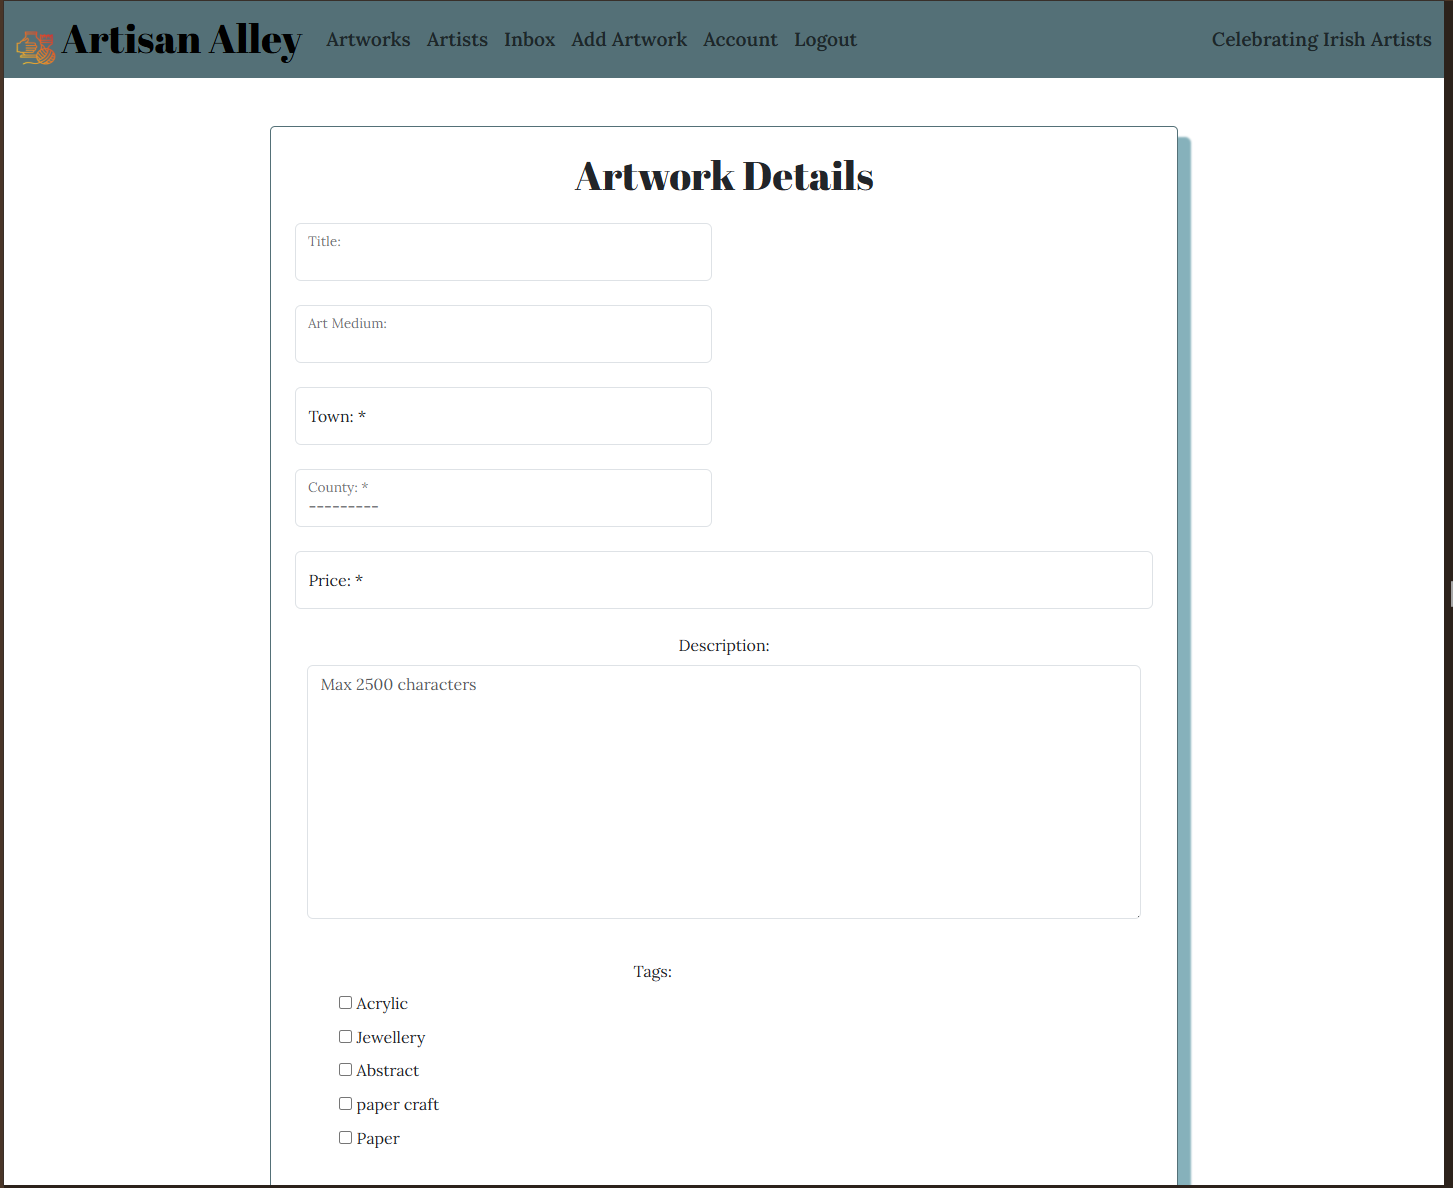 Artisan Alley Artworks Artists Inbox Add Artwork Account Logout Celebrating Irish Artists
Artwork Details
Title:
Art Medium:
Town: *
County: *
---------
Price: *
Description:
Max 2500 characters
Tags:
Acrylic
Jewellery
Abstract
paper craft
Paper